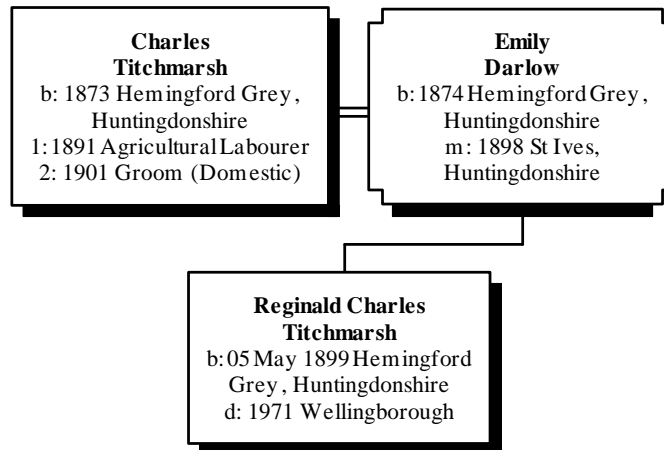 Charles
Titchmarsh
b: 1873 Hemingford Grey,
Huntingdonshire
1:1891 Agricultural Labourer
2: 1901 Groom (Domestic)
Emily
Darlow
b:1874 Hemingford Grey,
Huntingdonshire
m: 1898 St Ives,
Huntingdonshire
Reginald Charles
Titchmarsh
b:05 May 1899 Hemingford
Grey, Huntingdonshire
d: 1971 Wellingborough